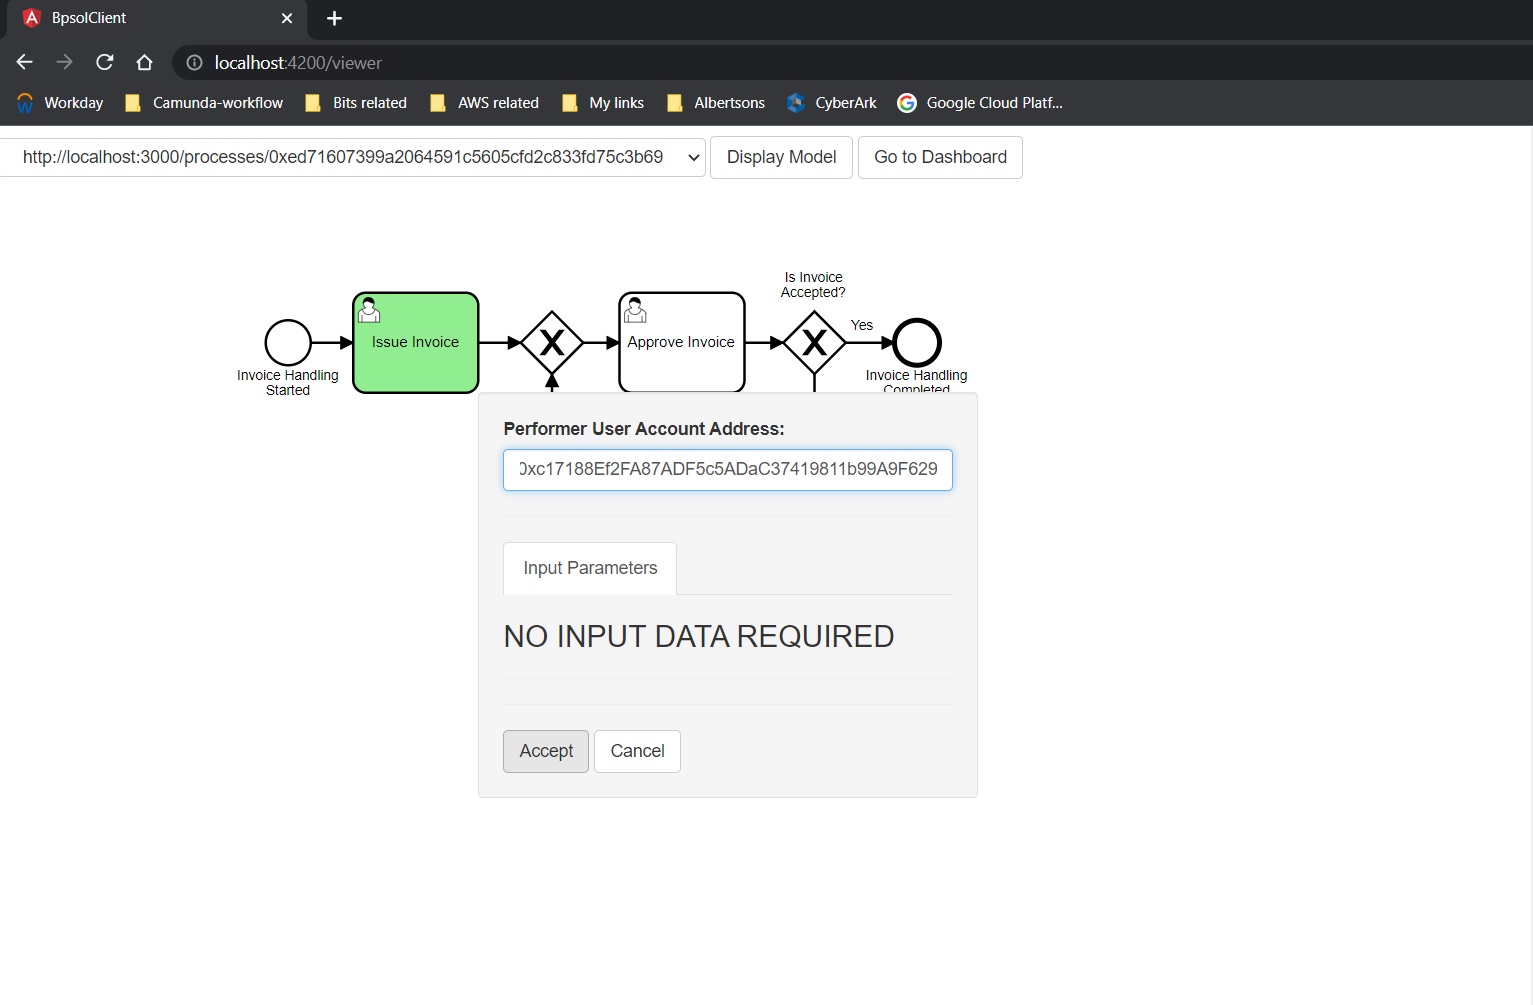 BpsolClient
localhost:4200/viewer
Workday Camunda-workflow Bits related AWS related My links Albertsons CyberArk Google Cloud Platf...
http://localhost:3000/processes/0xed71607399a2064591c5605cfd2c833fd75c3b69 Display Model Go to Dashboard
Is Invoice
Accepted?
Yes
Issue Invoice X Approve Invoice X
Invoice Handling
Started
Invoice Handling
Completed
Performer User Account Address:
0xc17188Ef2FA87ADF5c5ADaC37419811b99A9F629
Input Parameters
NO INPUT DATA REQUIRED
Accept Cancel